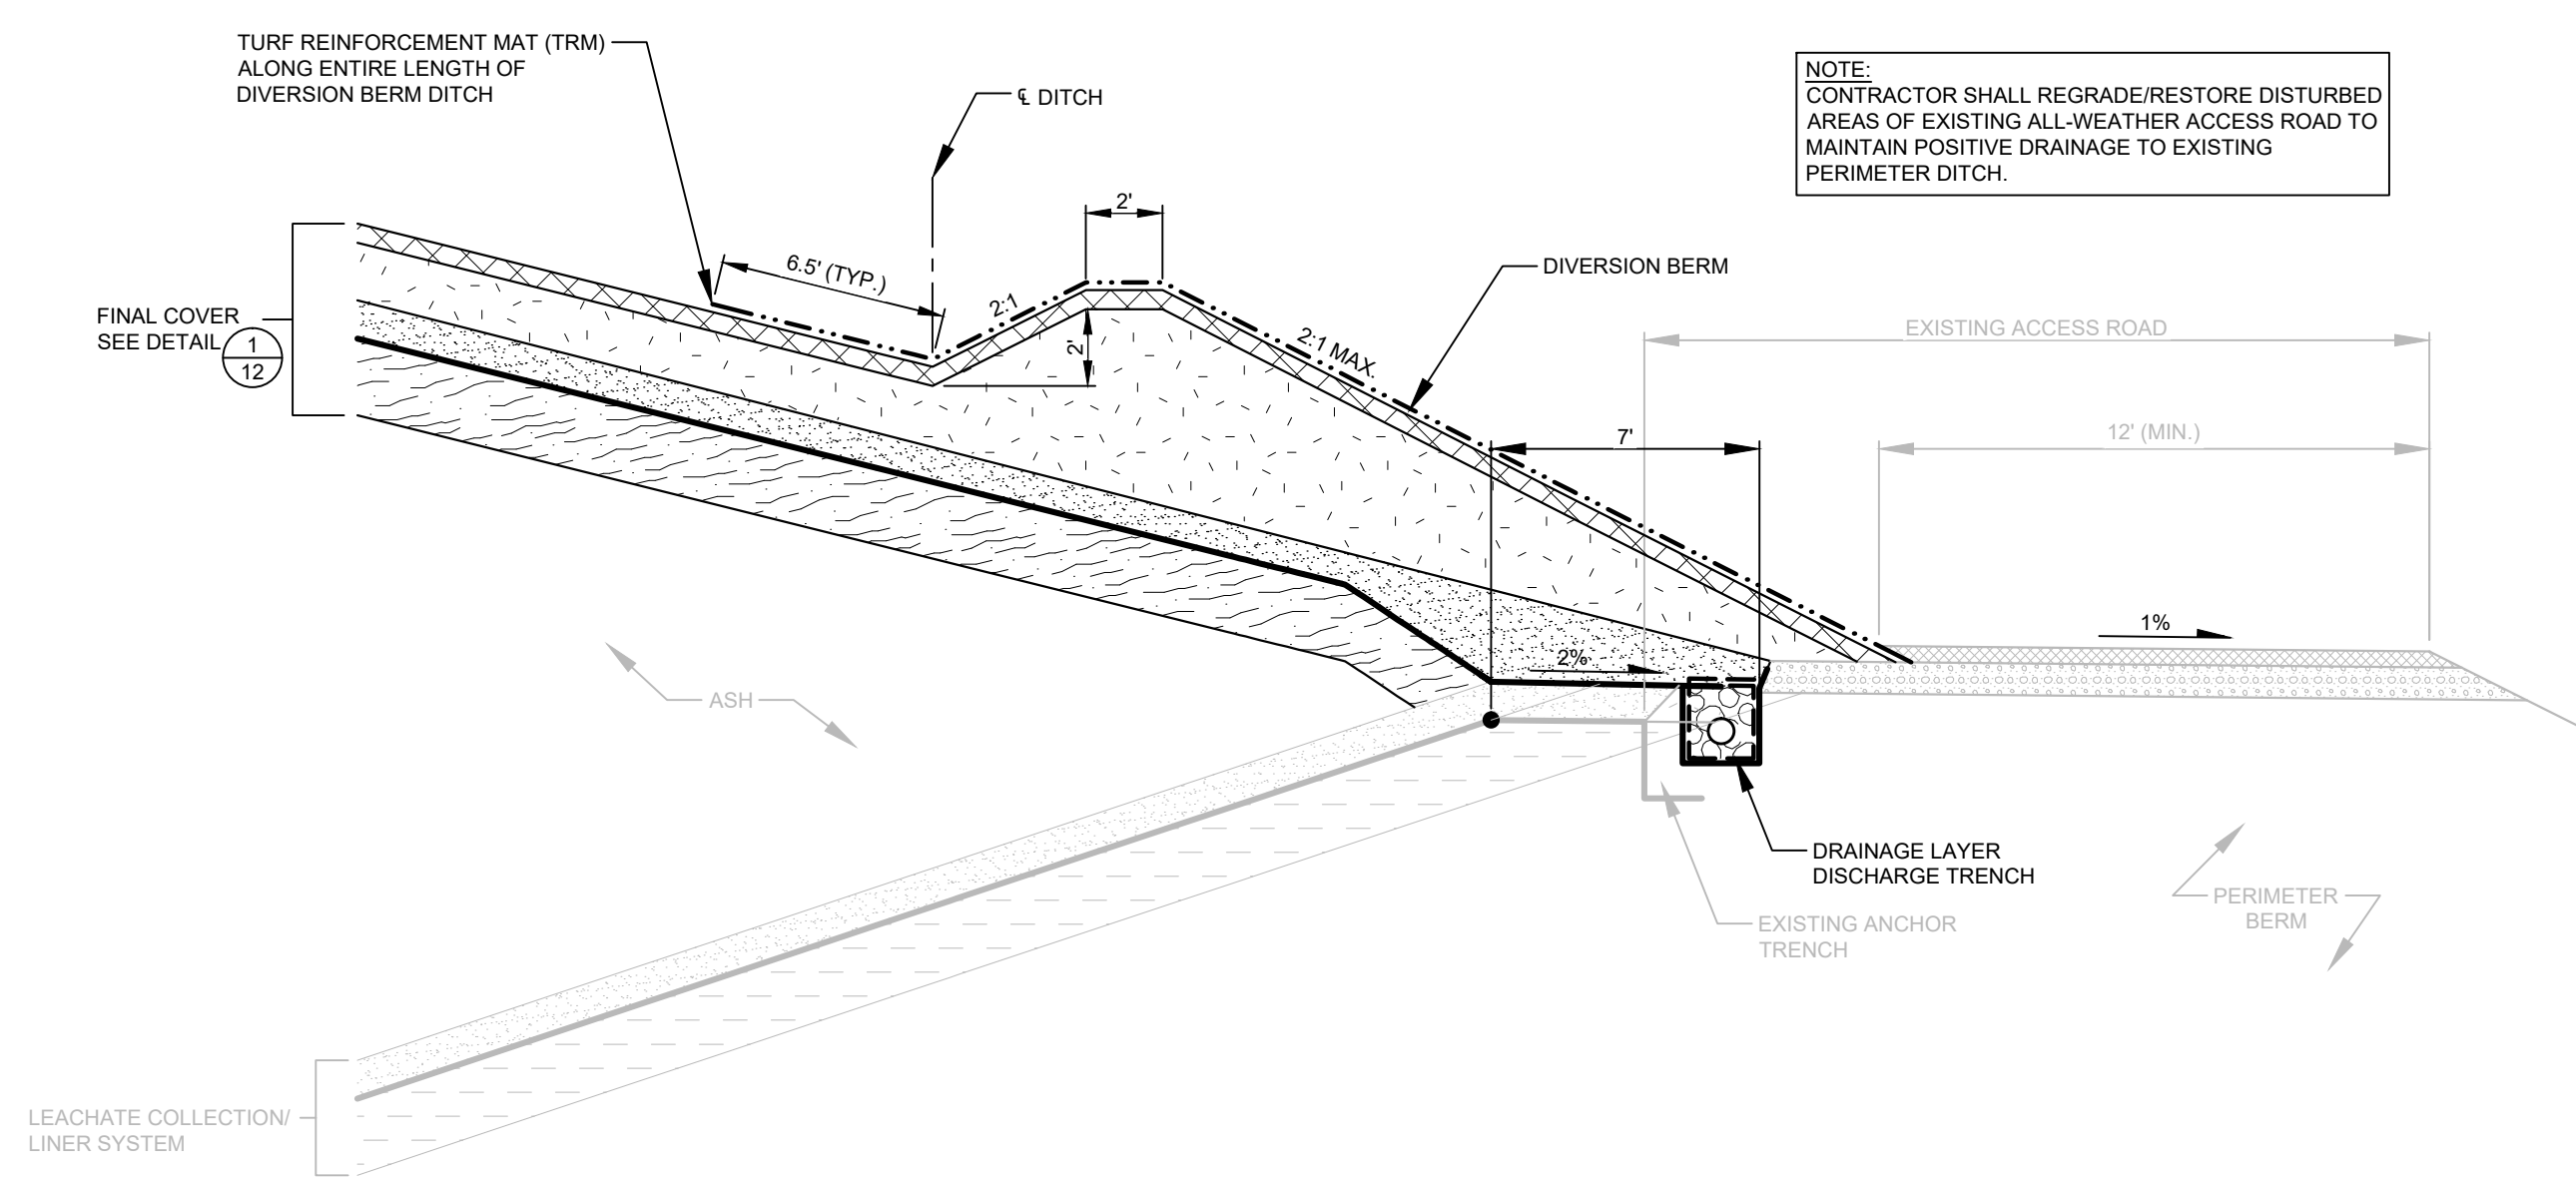 TURF REINFORCEMENT MAT (TRM)
ALONG ENTIRE LENGTH OF
DIVERSION BERM DITCH
℄ DITCH
NOTE:
CONTRACTOR SHALL REGRADE/RESTORE DISTURBED
AREAS OF EXISTING ALL-WEATHER ACCESS ROAD TO
MAINTAIN POSITIVE DRAINAGE TO EXISTING
PERIMETER DITCH.
2'
6.5' (TYP.)
2:1
DIVERSION BERM
FINAL COVER
SEE DETAIL
1
12
2'
2:1 MAX.
EXISTING ACCESS ROAD
7'
12' (MIN.)
1%
2%
ASH
DRAINAGE LAYER
DISCHARGE TRENCH
EXISTING ANCHOR
TRENCH
PERIMETER
BERM
LEACHATE COLLECTION/
LINER SYSTEM